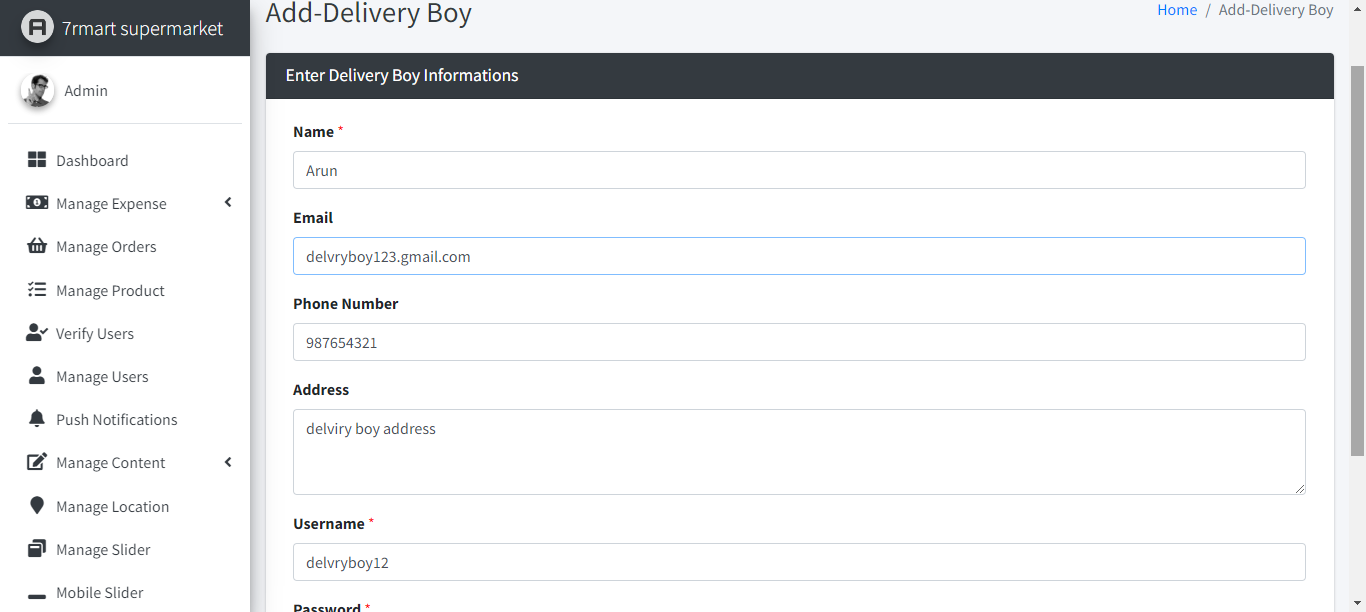 7rmart supermarket
Admin
Dashboard
Manage Expense
Manage Orders
Manage Product
Verify Users
Manage Users
Push Notifications
Manage Content
Manage Location
Manage Slider
Mobile Slider
Add-Delivery Boy
Home / Add-Delivery Boy
Enter Delivery Boy Informations
Name *
Arun
Email
delvryboy123.gmail.com
Phone Number
987654321
Address
delviry boy address
Username *
delvryboy12
Password *